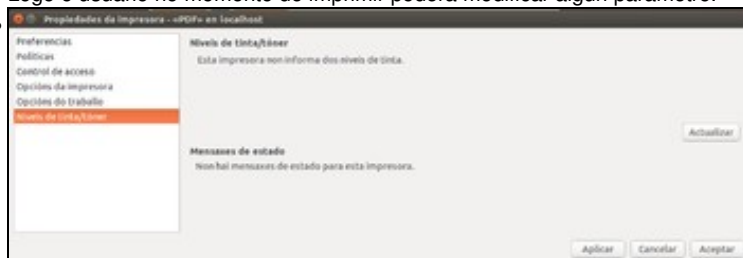 Logo o usuario no momento de imprimir poderá modificar algún parámetro.
Propiedades da impresora - «PDF» en localhost
Preferencias
Políticas
Control de acceso
Opcións da impresora
Opcións do traballo
Niveis de tinta/tóner
Niveis de tinta/tóner
Esta impresora non informa dos niveis de tinta.
Actualizar
Mensaxes de estado
Non hai mensaxes de estado para esta impresora.
Aplicar Cancelar Aceptar